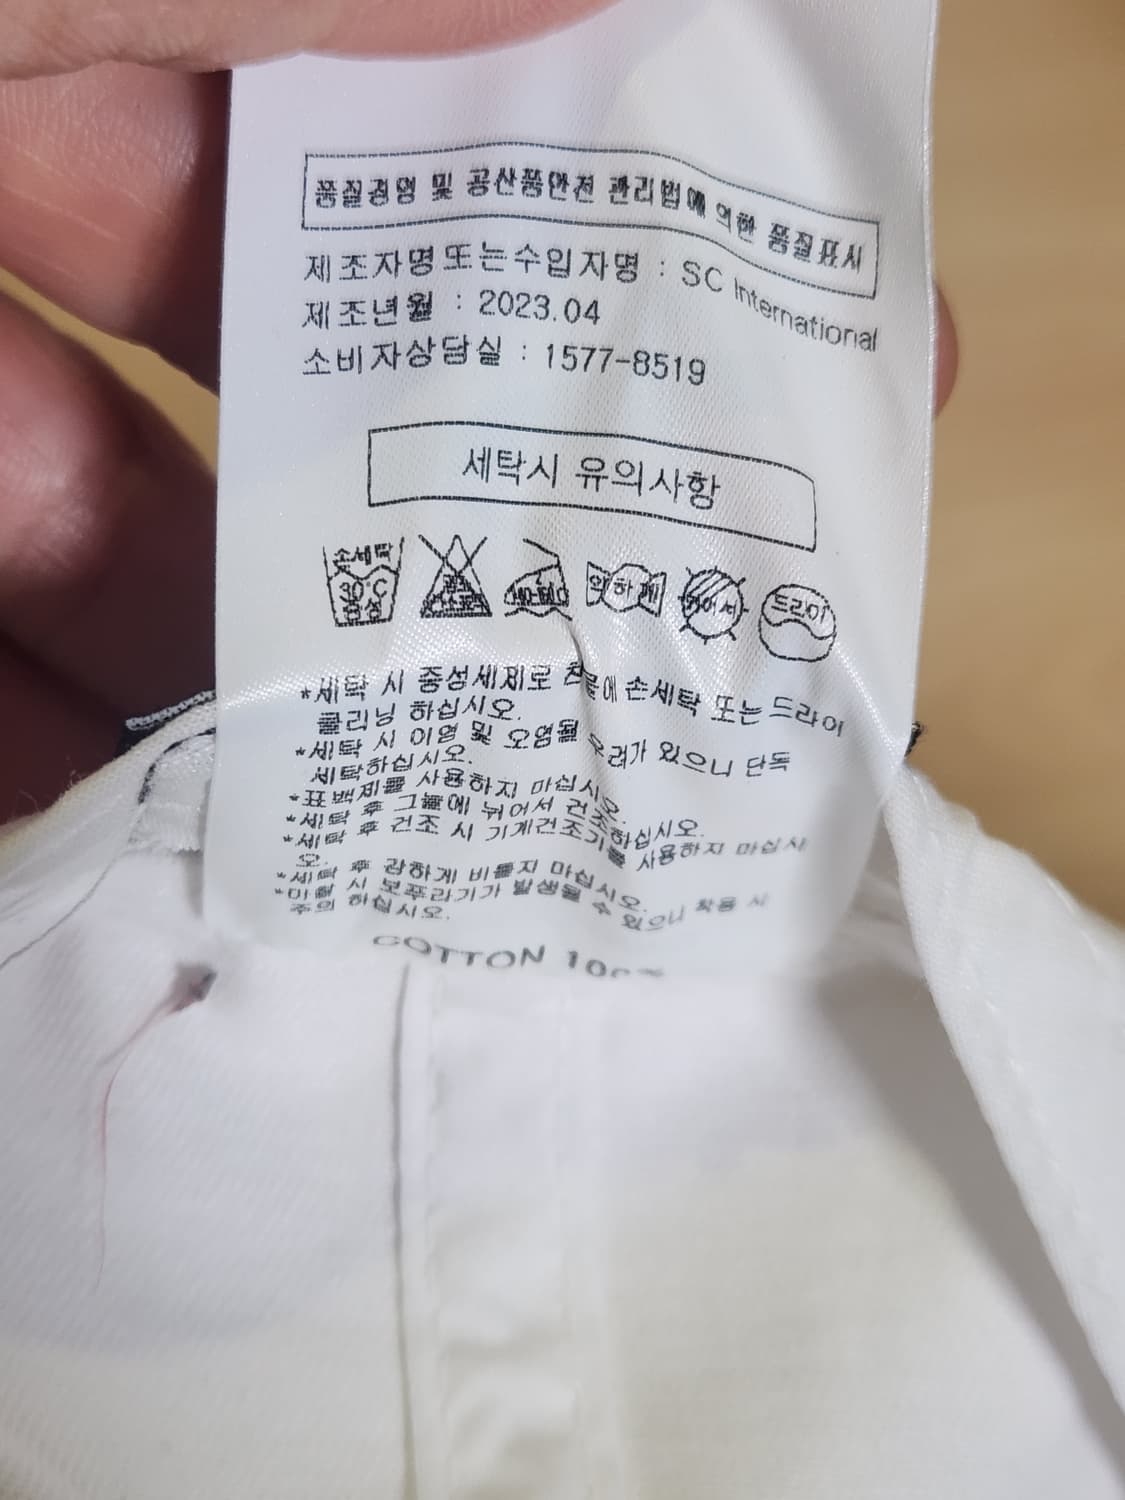 품질경영 및 공산품안전 관리법에 의한 품질표시
제조자명또는수입자명 : SC International
제조년월 : 2023.04
소비자상담실 : 1577-8519
세탁시 유의사항
손세탁 약하게 드라이
30°C
중성
*세탁 시 중성세제로 찬물에 손세탁 또는 드라이
클리닝 하십시오.
*세탁 시 이염 및 오염될 우려가 있으니 단독
세탁하십시오.
*표백제를 사용하지 마십시오.
*세탁 후 그늘에 뉘어서 건조하십시오.
*세탁 후 건조 시 기계건조기를 사용하지 마십시
오.
*세탁 후 강하게 비틀지 마십시오.
시 보푸라기가 발생될 수 있으니 착용 시
주의 하십시오.
COTTON